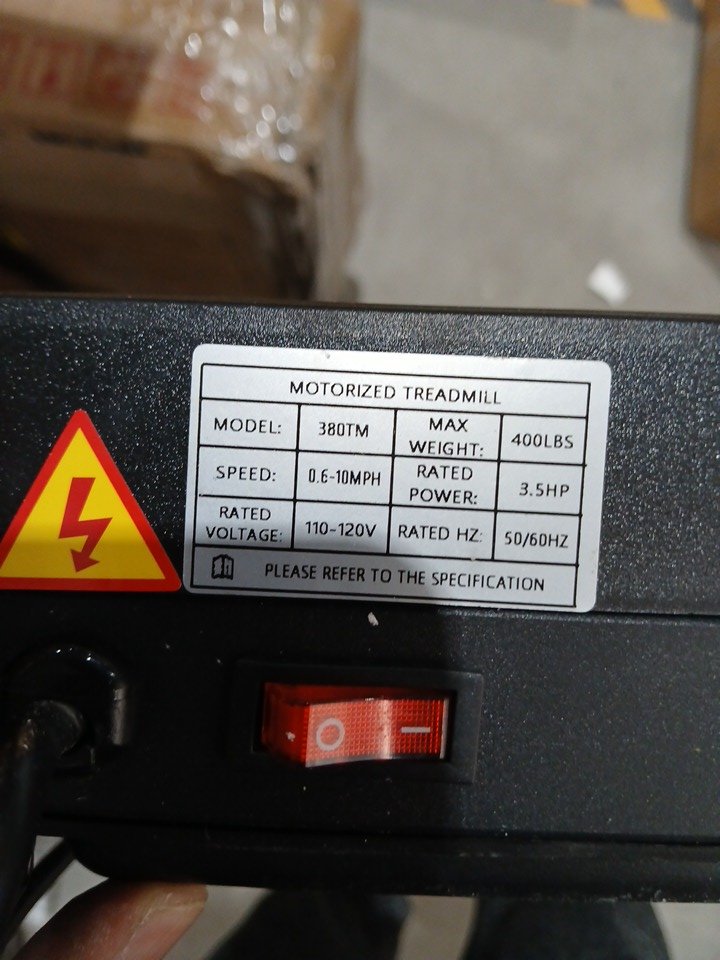 MOTORIZED TREADMILL
MODEL: 380TM MAX WEIGHT: 400LBS
SPEED: 0.6-10MPH RATED POWER: 3.5HP
RATED VOLTAGE: 110-120V RATED HZ: 50/60HZ
PLEASE REFER TO THE SPECIFICATION
O I